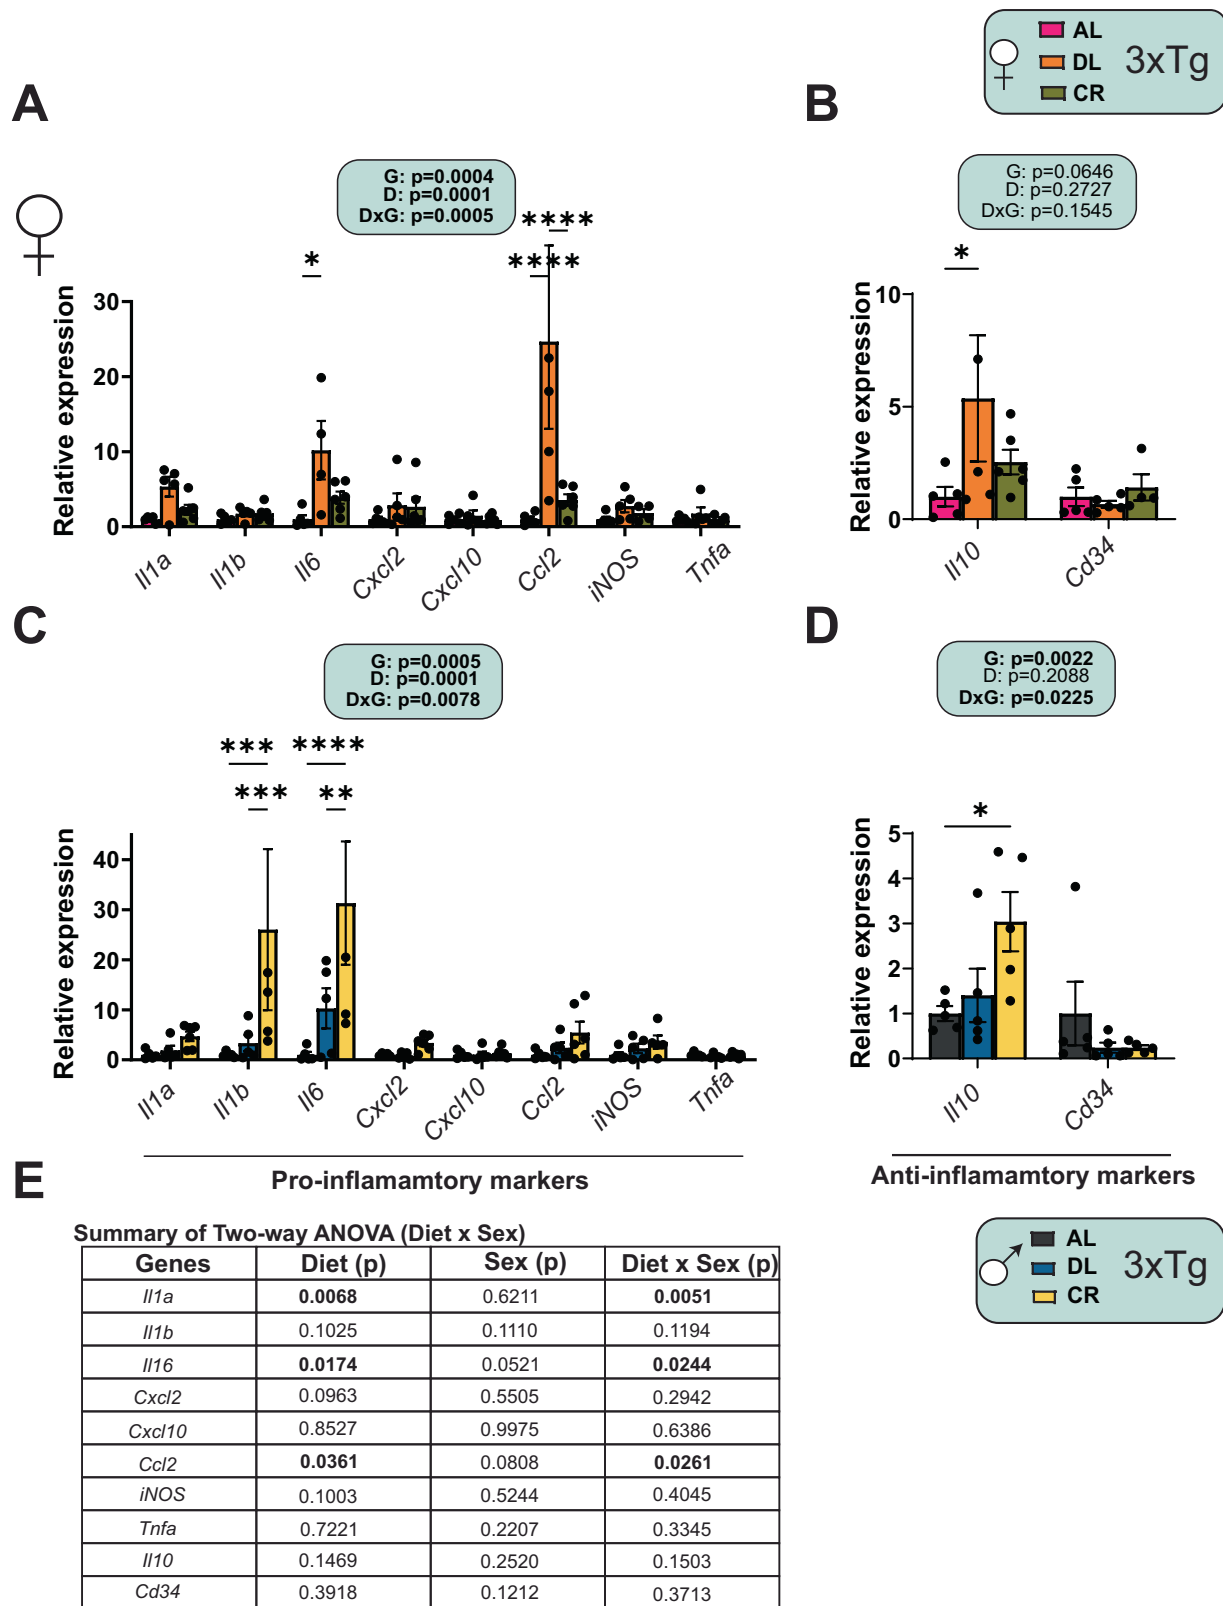 AL
DL
CR
3xTg
A
B
G: p=0.0004
D: p=0.0001
DxG: p=0.0005
G: p=0.0646
D: p=0.2727
DxG: p=0.1545
*
****
****
*
Relative expression
30
20
10
0
Il1a
Il1b
Il6
Cxcl2
Cxcl10
Ccl2
iNOS
Tnfa
Relative expression
10
5
0
Il10
Cd34
C
D
G: p=0.0005
D: p=0.0001
DxG: p=0.0078
G: p=0.0022
D: p=0.2088
DxG: p=0.0225
***
****
***
**
*
Relative expression
40
30
20
10
0
Il1a
Il1b
Il6
Cxcl2
Cxcl10
Ccl2
iNOS
Tnfa
Relative expression
5
4
3
2
1
0
Il10
Cd34
Pro-inflamamtory markers
Anti-inflamamtory markers
E
Summary of Two-way ANOVA (Diet x Sex)
Genes Diet (p) Sex (p) Diet x Sex (p)
Il1a 0.0068 0.6211 0.0051
Il1b 0.1025 0.1110 0.1194
Il16 0.0174 0.0521 0.0244
Cxcl2 0.0963 0.5505 0.2942
Cxcl10 0.8527 0.9975 0.6386
Ccl2 0.0361 0.0808 0.0261
iNOS 0.1003 0.5244 0.4045
Tnfa 0.7221 0.2207 0.3345
Il10 0.1469 0.2520 0.1503
Cd34 0.3918 0.1212 0.3713
AL
DL
CR
3xTg